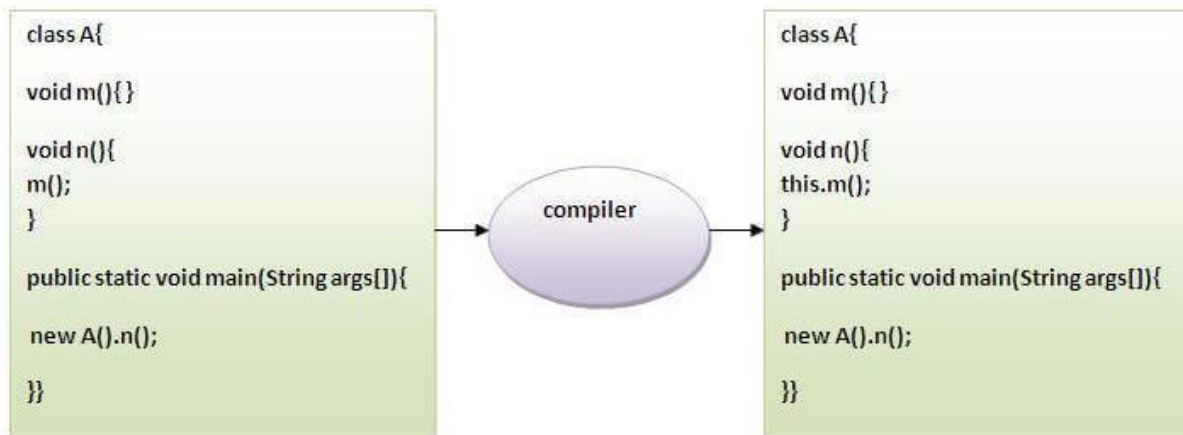 class A{
void m(){}
void n(){
m();
}
public static void main(String args[]){
new A().n();
}}
compiler
class A{
void m(){}
void n(){
this.m();
}
public static void main(String args[]){
new A().n();
}}